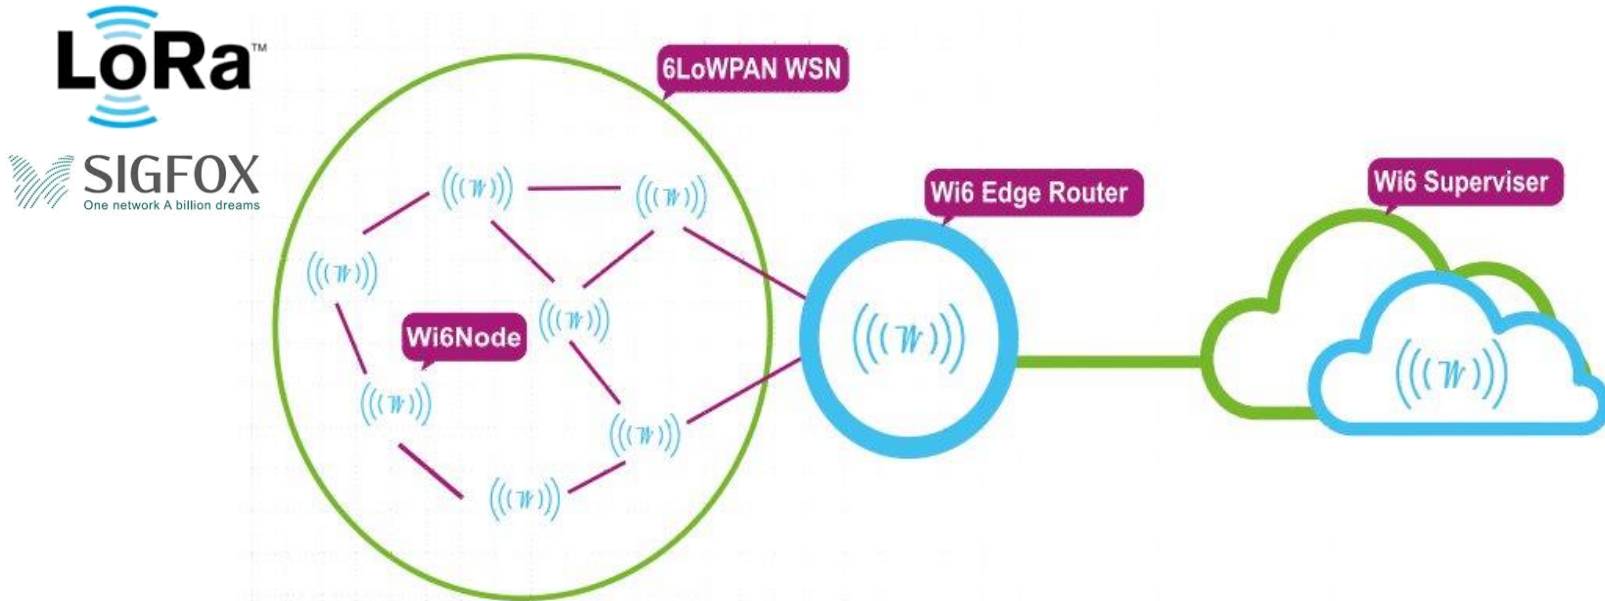 LoRa™
SIGFOX
One network A billion dreams
6LoWPAN WSN
Wi6 Edge Router
Wi6 Superviser
Wi6Node
((( W )))
((( W )))
((( W )))
((( W )))
((( W )))
((( W )))
((( W )))
((( W )))
((( W )))